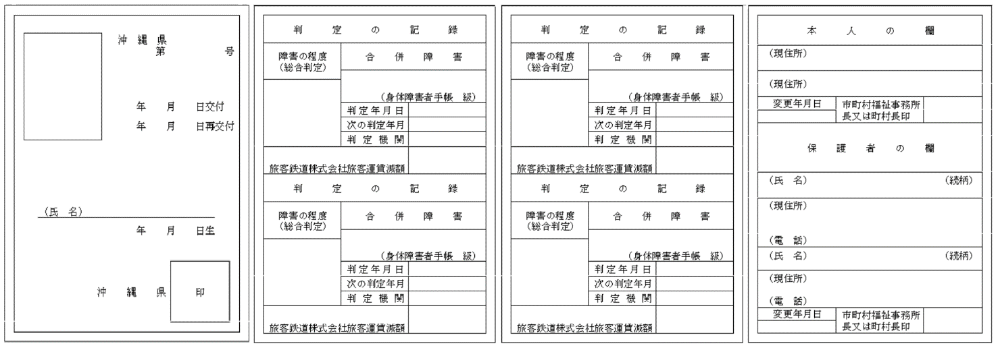 沖縄県
第 号
年 月 日交付
年 月 日再交付
(氏 名)
年 月 日生
沖 縄 県 印
判 定 の 記 録
障害の程度
(総合判定)
合 併 障 害
(身体障害者手帳 級)
判定年月日
次の判定年月
判定機関
旅客鉄道株式会社旅客運賃減額
判 定 の 記 録
障害の程度
(総合判定)
合 併 障 害
(身体障害者手帳 級)
判定年月日
次の判定年月
判定機関
旅客鉄道株式会社旅客運賃減額
判 定 の 記 録
障害の程度
(総合判定)
合 併 障 害
(身体障害者手帳 級)
判定年月日
次の判定年月
判定機関
旅客鉄道株式会社旅客運賃減額
判 定 の 記 録
障害の程度
(総合判定)
合 併 障 害
(身体障害者手帳 級)
判定年月日
次の判定年月
判定機関
旅客鉄道株式会社旅客運賃減額
本 人 の 欄
(現住所)
(現住所)
変更年月日
市町村福祉事務所
長又は町村長印
保 護 者 の 欄
(氏 名) (続柄)
(現住所)
(電 話)
(氏 名) (続柄)
(現住所)
(電 話)
変更年月日
市町村福祉事務所
長又は町村長印